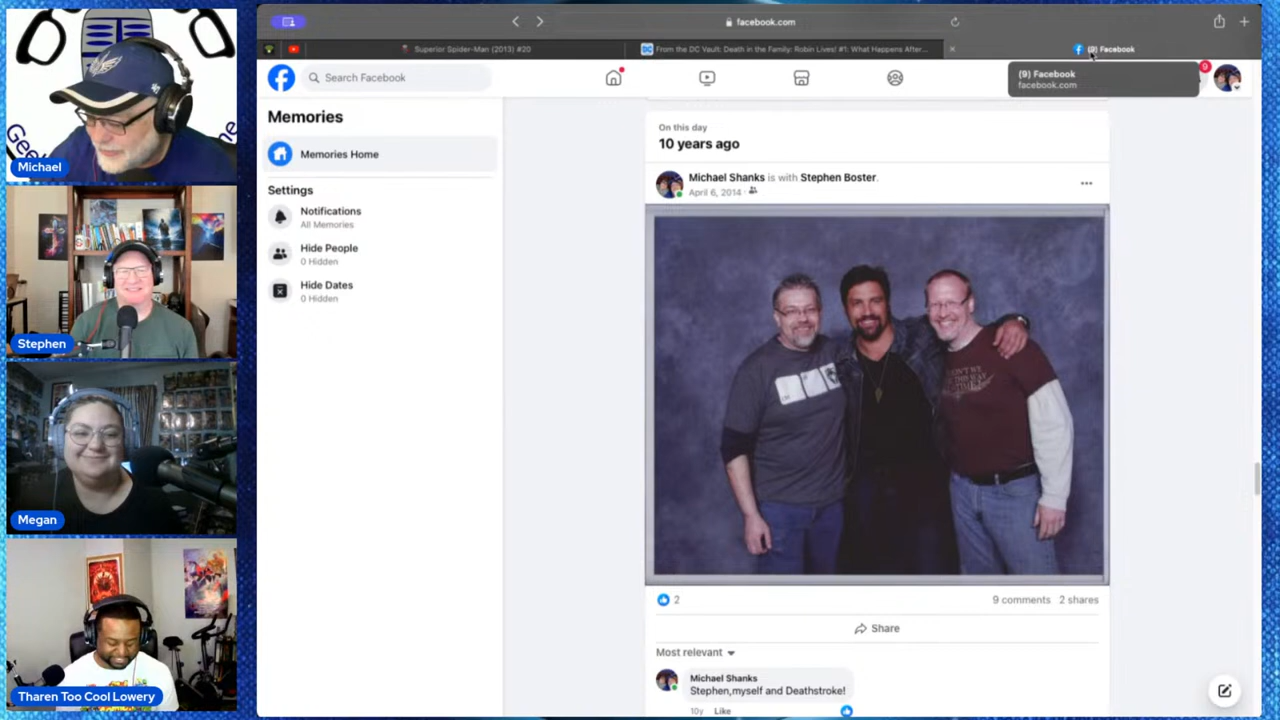 facebook.com
Superior Spider-Man (2013) #20
From the DC Vault: Death in the Family: Robin Lives! #1: What Happens After...
(9) Facebook
Search Facebook
(9) Facebook
facebook.com
9
Memories
Memories Home
Settings
Notifications
All Memories
Hide People
0 Hidden
Hide Dates
0 Hidden
On this day
10 years ago
Michael Shanks is with Stephen Boster.
April 6, 2014 ·
2
9 comments 2 shares
Share
Most relevant
Michael Shanks
Stephen,myself and Deathstroke!
10y Like
Michael
Stephen
Megan
Tharen Too Cool Lowery